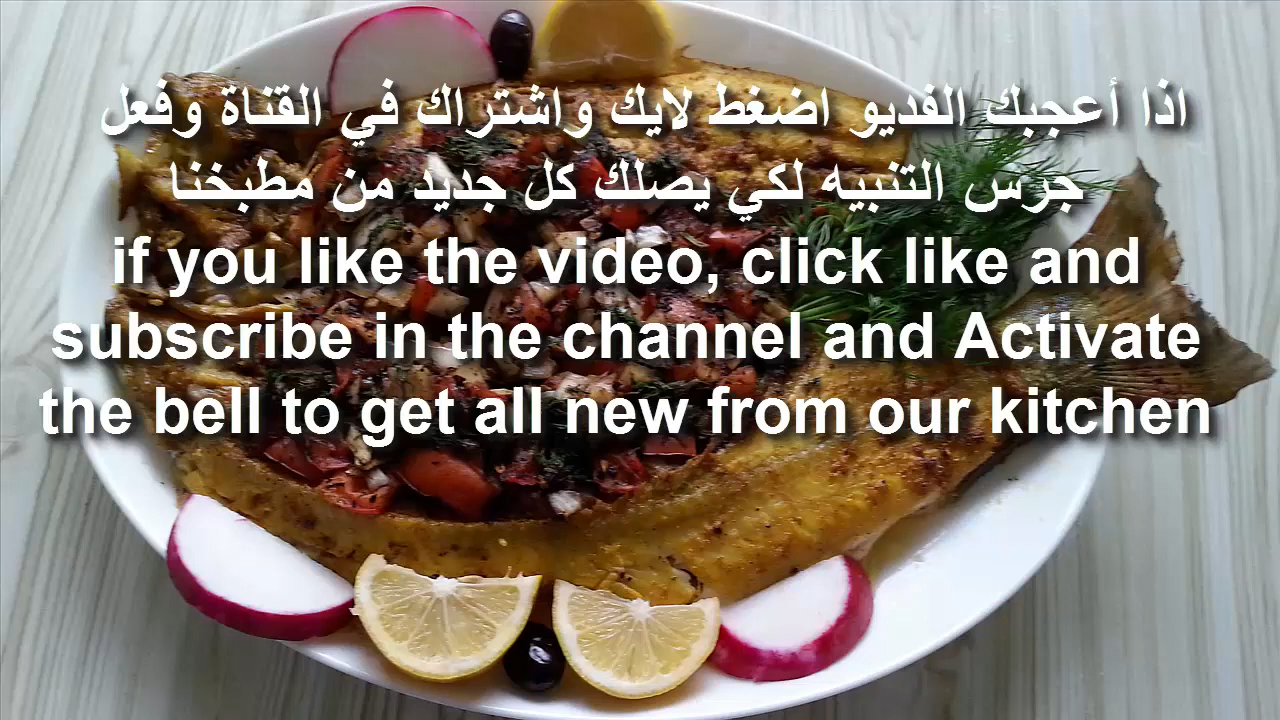 اذا أعجبك الفديو اضغط لايك واشتراك في القناة وفعل
جرس التنبيه لكي يصلك كل جديد من مطبخنا
if you like the video, click like and
subscribe in the channel and Activate
the bell to get all new from our kitchen